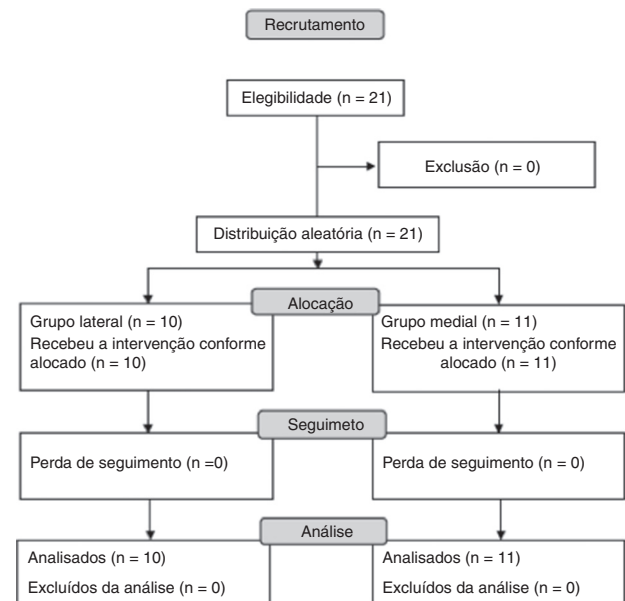 Recrutamento
Elegibilidade (n = 21)
Exclusão (n = 0)
Distribuição aleatória (n = 21)
Alocação
Grupo lateral (n = 10)
Recebeu a intervenção conforme
alocado (n = 10)
Grupo medial (n = 11)
Recebeu a intervenção conforme
alocado (n = 11)
Seguimeto
Perda de seguimento (n =0)
Perda de seguimento (n = 0)
Análise
Analisados (n = 10)
Excluídos da análise (n = 0)
Analisados (n = 11)
Excluídos da análise (n = 0)